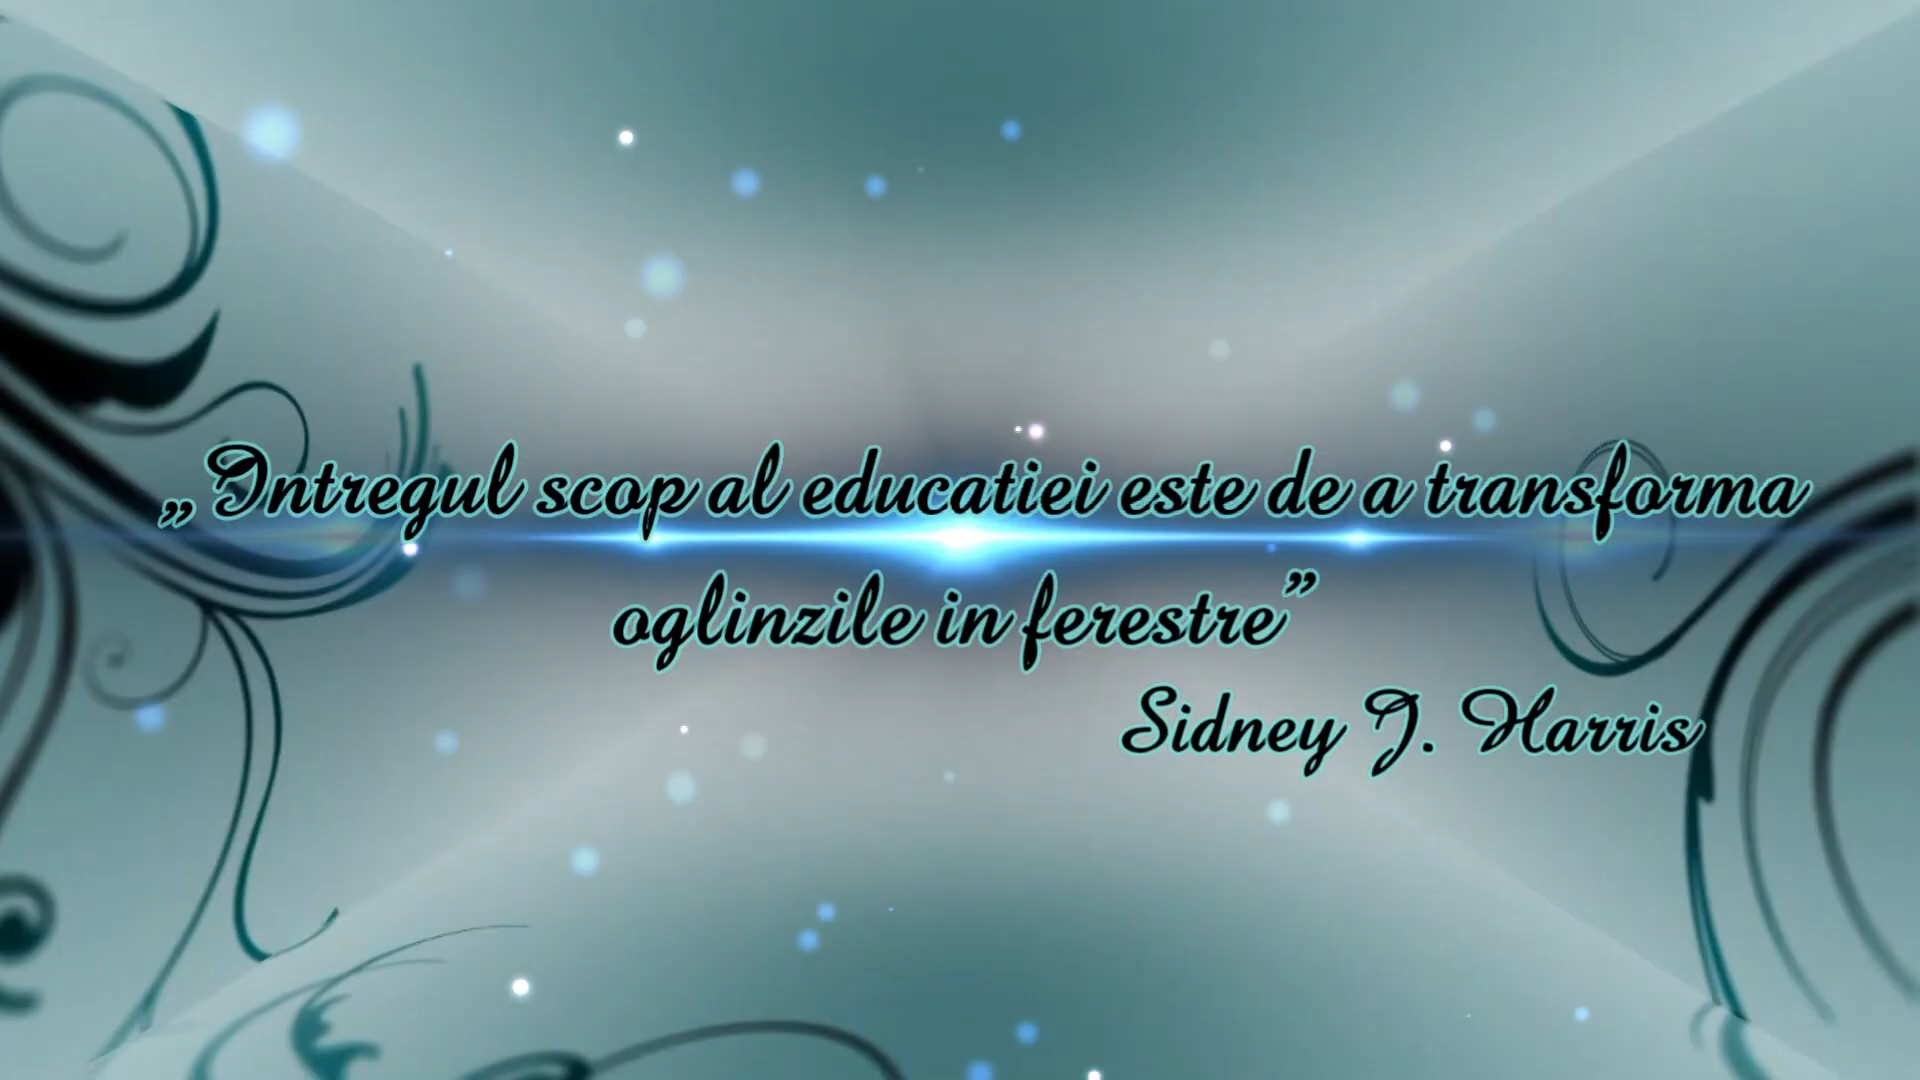 „Intregul scop al educatiei este de a transforma
oglinzile in ferestre”
Sidney J. Harris